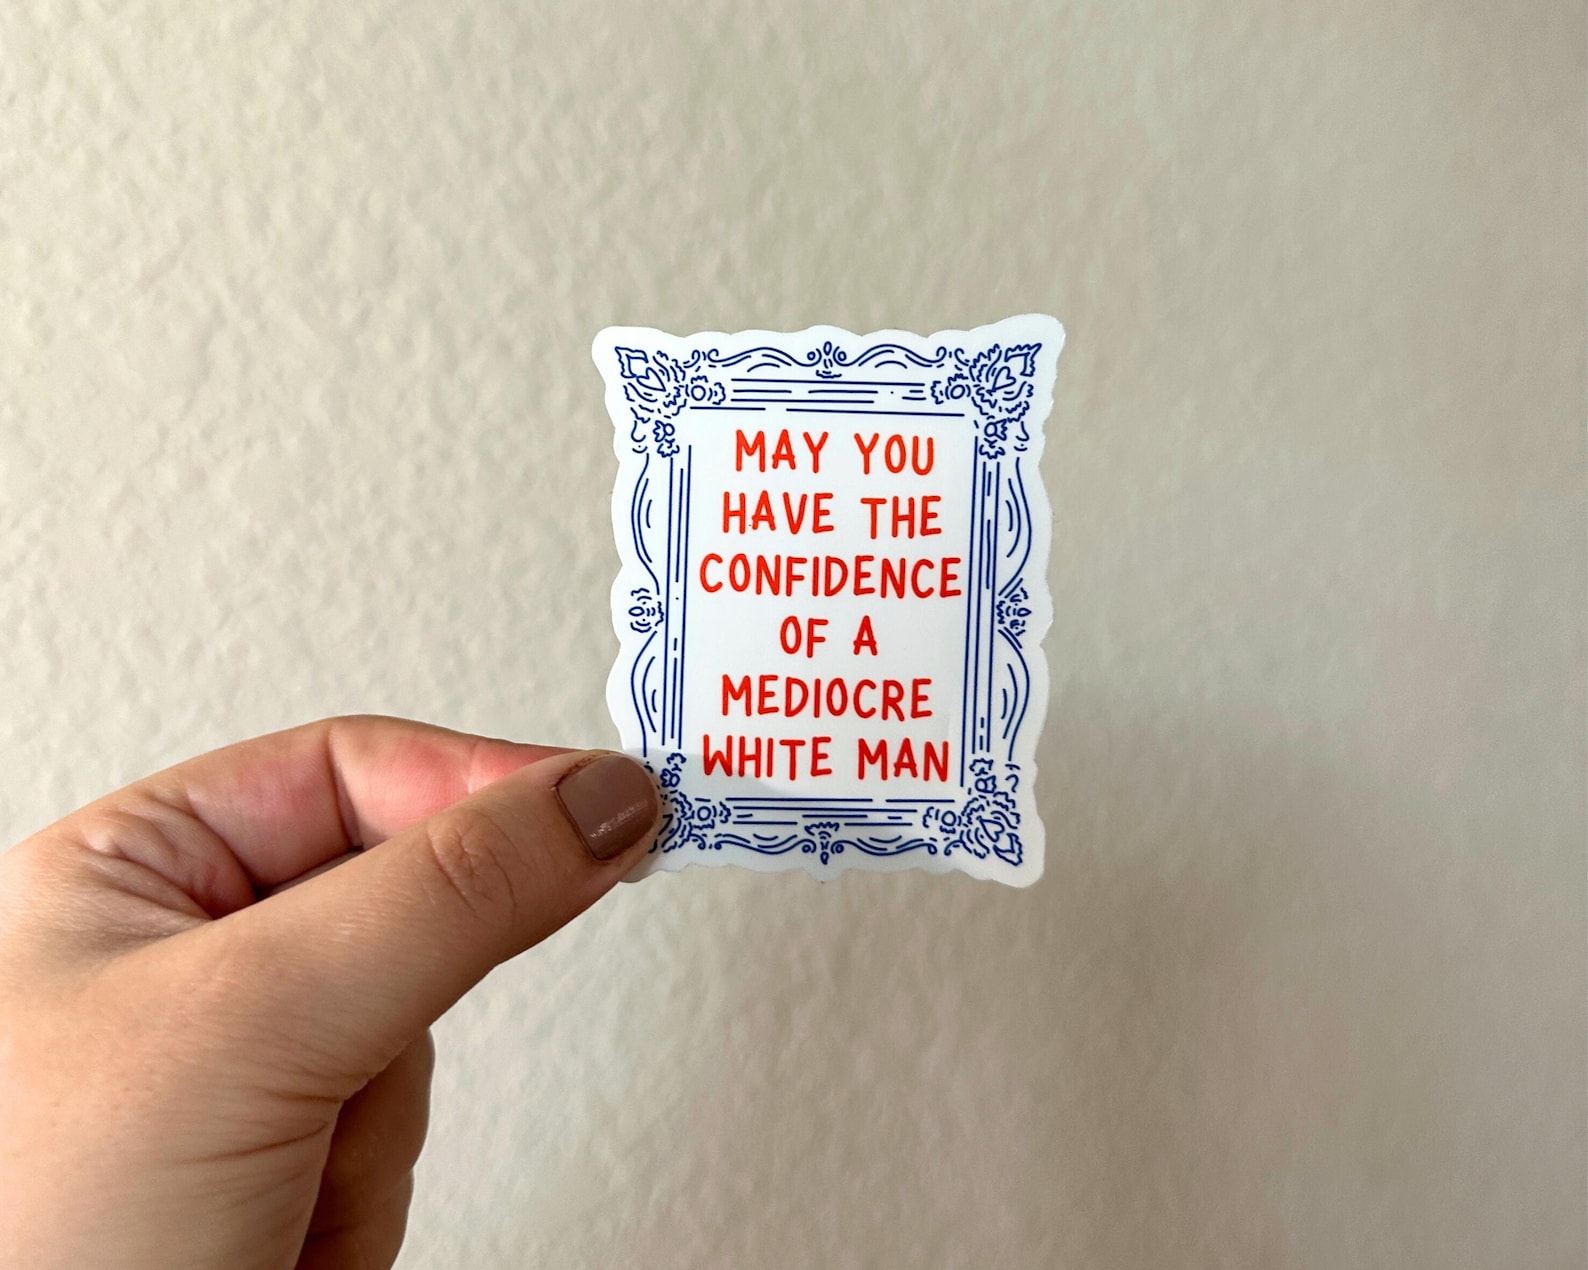 MAY YOU
HAVE THE
CONFIDENCE
OF A
MEDIOCRE
WHITE MAN